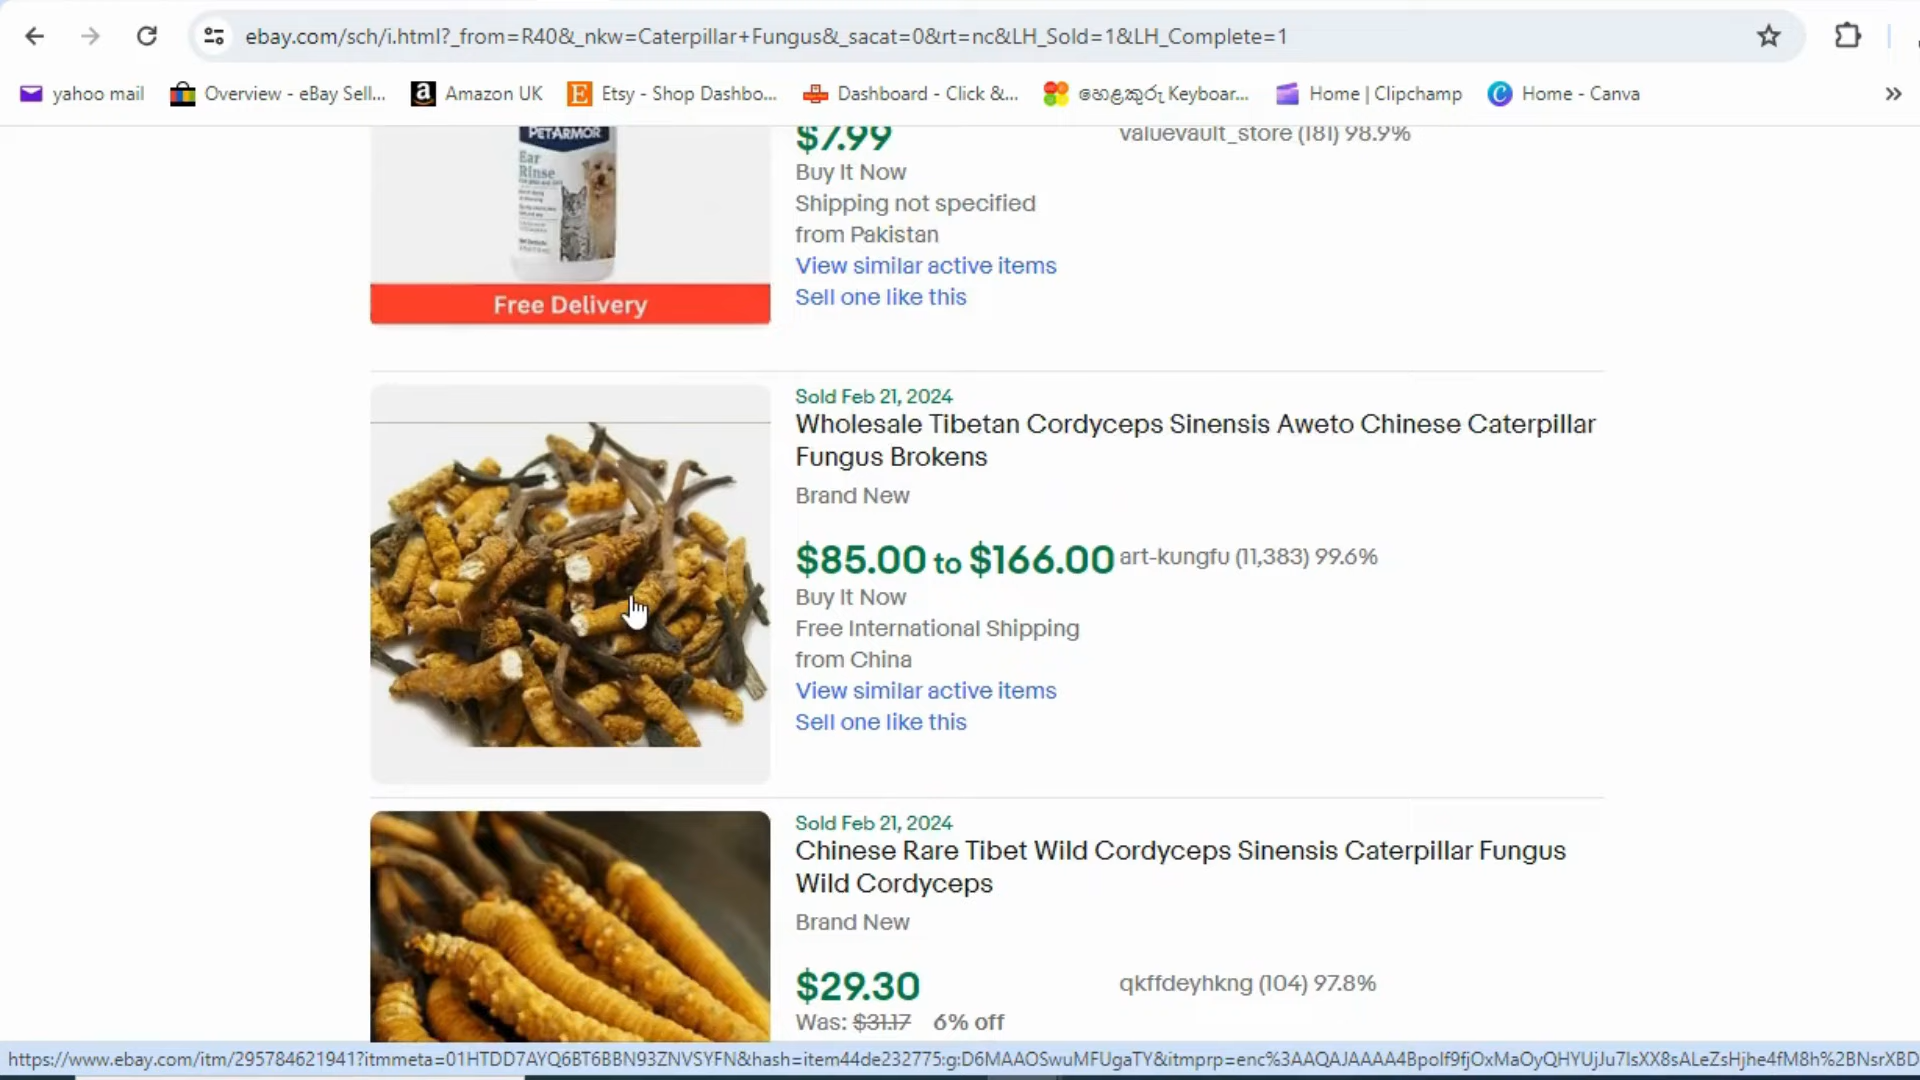 ebay.com/sch/i.html?_from=R40&_nkw=Caterpillar+Fungus&_sacat=0&rt=nc&LH_Sold=1&LH_Complete=1
yahoo mail Overview - eBay Sell... Amazon UK Etsy - Shop Dashbo... Dashboard - Click &... හෙළකුරු Keyboar... Home | Clipchamp Home - Canva
PETARMOR
Ear
Rinse
Free Delivery
$7.99 valuevault_store (181) 98.9%
Buy It Now
Shipping not specified
from Pakistan
View similar active items
Sell one like this
Sold Feb 21, 2024
Wholesale Tibetan Cordyceps Sinensis Aweto Chinese Caterpillar
Fungus Brokens
Brand New
$85.00 to $166.00 art-kungfu (11,383) 99.6%
Buy It Now
Free International Shipping
from China
View similar active items
Sell one like this
Sold Feb 21, 2024
Chinese Rare Tibet Wild Cordyceps Sinensis Caterpillar Fungus
Wild Cordyceps
Brand New
$29.30 qkffdeyhkng (104) 97.8%
Was: $31.17 6% off